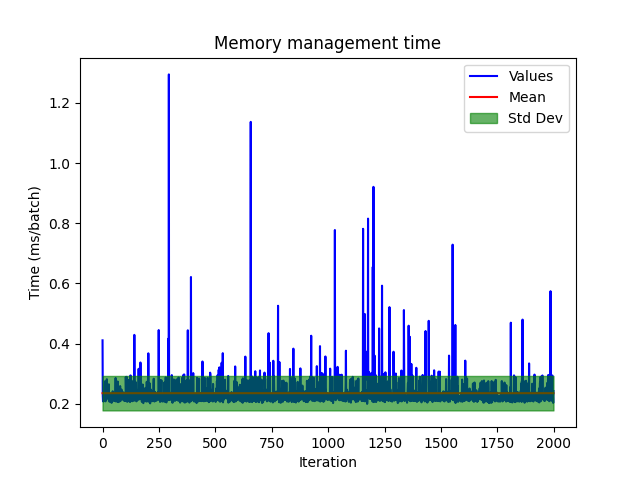 Memory management time
Values
Mean
Std Dev
Time (ms/batch)
1.2
1.0
0.8
0.6
0.4
0.2
0 250 500 750 1000 1250 1500 1750 2000
Iteration